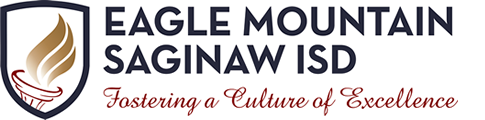 EAGLE MOUNTAIN
SAGINAW ISD
Fostering a Culture of Excellence